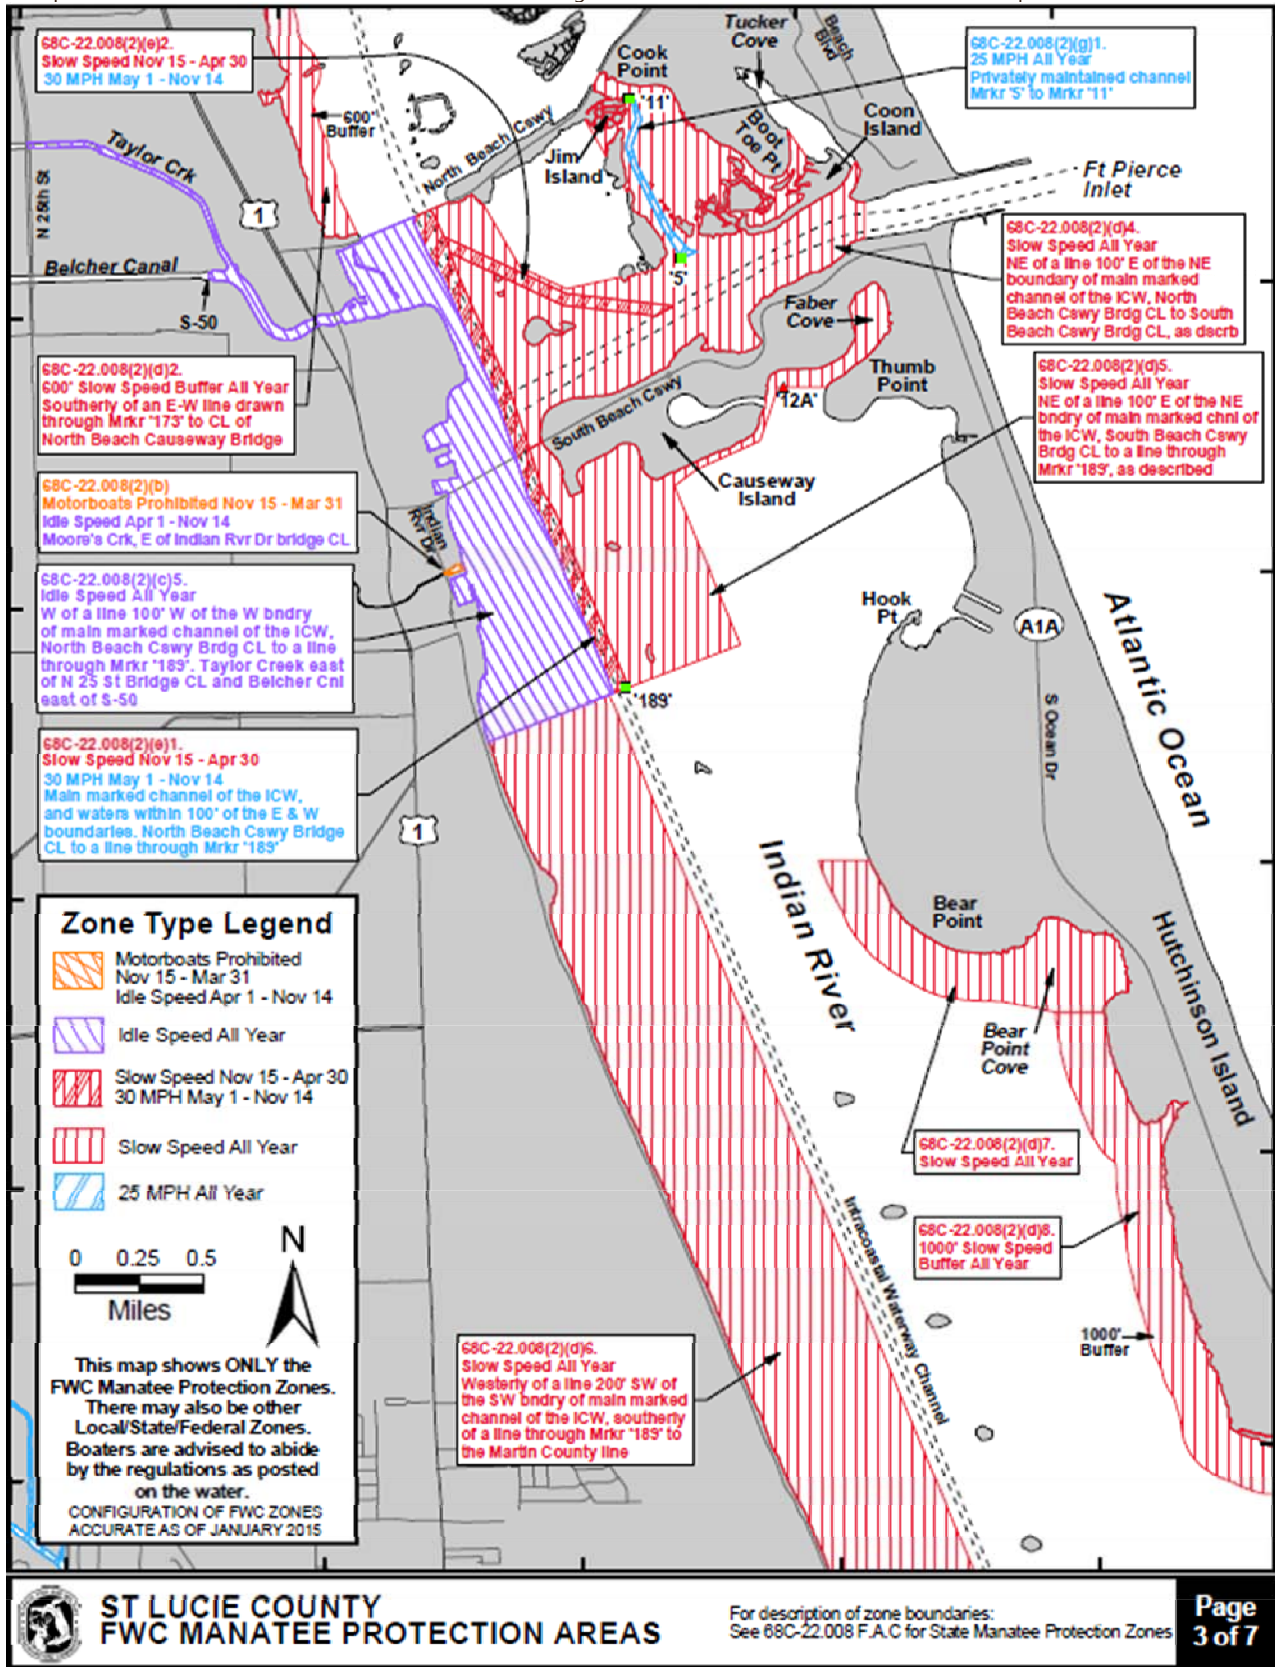 68C-22.008(2)(e)2.
Slow Speed Nov 15 - Apr 30
30 MPH May 1 - Nov 14
600'
Buffer
Taylor Crk
N 25th St
1
Belcher Canal
S-50
North Beach Cswy
Cook
Point
'11'
Jim
Island
'5'
Tucker
Cove
Beach
Blvd
Boot
Toe Pt
Coon
Island
68C-22.008(2)(g)1.
25 MPH All Year
Privately maintained channel
Mrkr '5' to Mrkr '11'
Ft Pierce
Inlet
68C-22.008(2)(d)4.
Slow Speed All Year
NE of a line 100' E of the NE
boundary of main marked
channel of the ICW, North
Beach Cswy Brdg CL to South
Beach Cswy Brdg CL, as dscrb
Faber
Cove
Thumb
Point
'12A'
South Beach Cswy
Causeway
Island
68C-22.008(2)(d)5.
Slow Speed All Year
NE of a line 100' E of the NE
bndry of main marked chnl of
the ICW, South Beach Cswy
Brdg CL to a line through
Mrkr '189', as described
68C-22.008(2)(d)2.
600' Slow Speed Buffer All Year
Southerly of an E-W line drawn
through Mrkr '173' to CL of
North Beach Causeway Bridge
68C-22.008(2)(b)
Motorboats Prohibited Nov 15 - Mar 31
Idle Speed Apr 1 - Nov 14
Moore's Crk, E of Indian Rvr Dr bridge CL
Indian
Rvr Dr
68C-22.008(2)(c)5.
Idle Speed All Year
W of a line 100' W of the W bndry
of main marked channel of the ICW,
North Beach Cswy Brdg CL to a line
through Mrkr '189'. Taylor Creek east
of N 25 St Bridge CL and Belcher Cnl
east of S-50
68C-22.008(2)(e)1.
Slow Speed Nov 15 - Apr 30
30 MPH May 1 - Nov 14
Main marked channel of the ICW,
and waters within 100' of the E & W
boundaries. North Beach Cswy Bridge
CL to a line through Mrkr '189'
'189'
1
Hook
Pt
A1A
S Ocean Dr
Atlantic Ocean
Indian River
Hutchinson Island
Bear
Point
Bear
Point
Cove
68C-22.008(2)(d)7.
Slow Speed All Year
68C-22.008(2)(d)8.
1000' Slow Speed
Buffer All Year
1000'
Buffer
Intracoastal Waterway Channel
68C-22.008(2)(d)6.
Slow Speed All Year
Westerly of a line 200' SW of
the SW bndry of main marked
channel of the ICW, southerly
of a line through Mrkr '189' to
the Martin County line
Zone Type Legend
Motorboats Prohibited
Nov 15 - Mar 31
Idle Speed Apr 1 - Nov 14
Idle Speed All Year
Slow Speed Nov 15 - Apr 30
30 MPH May 1 - Nov 14
Slow Speed All Year
25 MPH All Year
N
0 0.25 0.5
Miles
This map shows ONLY the
FWC Manatee Protection Zones.
There may also be other
Local/State/Federal Zones.
Boaters are advised to abide
by the regulations as posted
on the water.
CONFIGURATION OF FWC ZONES
ACCURATE AS OF JANUARY 2015
ST LUCIE COUNTY
FWC MANATEE PROTECTION AREAS
For description of zone boundaries:
See 68C-22.008 F.A.C for State Manatee Protection Zones
Page
3 of 7